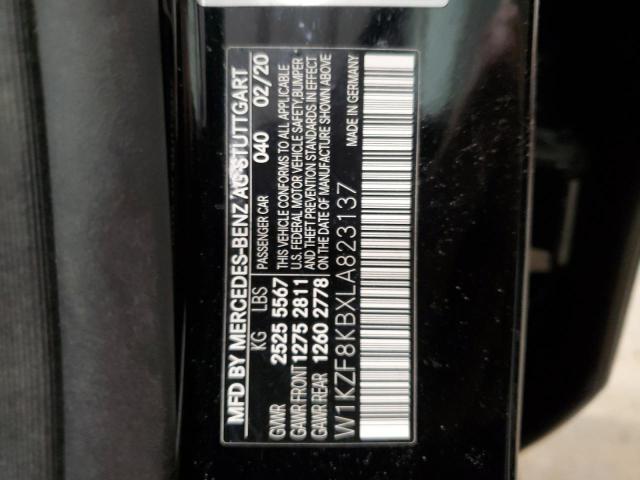 MFD BY MERCEDES-BENZ AG-STUTTGART
KG LBS PASSENGER CAR 040 02/20
GVWR 2525 5567
GAWR FRONT 1275 2811
GAWR REAR 1260 2778
THIS VEHICLE CONFORMS TO ALL APPLICABLE
U.S. FEDERAL MOTOR VEHICLE SAFETY,BUMPER
AND THEFT PREVENTION STANDARDS IN EFFECT
ON THE DATE OF MANUFACTURE SHOWN ABOVE
W1KZF8KBXLA823137 MADE IN GERMANY